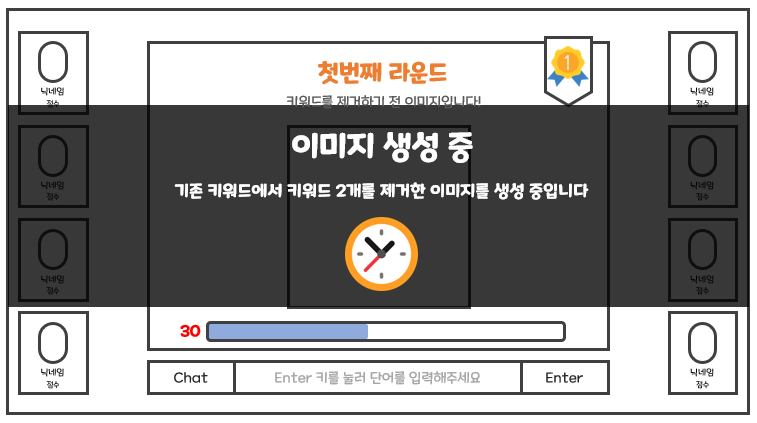 첫번째 라운드
1
키워드를 제거하기 전 이미지입니다!
이미지 생성 중
기존 키워드에서 키워드 2개를 제거한 이미지를 생성 중입니다
닉네임
점수
닉네임
점수
닉네임
점수
닉네임
점수
닉네임
점수
닉네임
점수
닉네임
점수
닉네임
점수
30
Chat
Enter 키를 눌러 단어를 입력해주세요
Enter